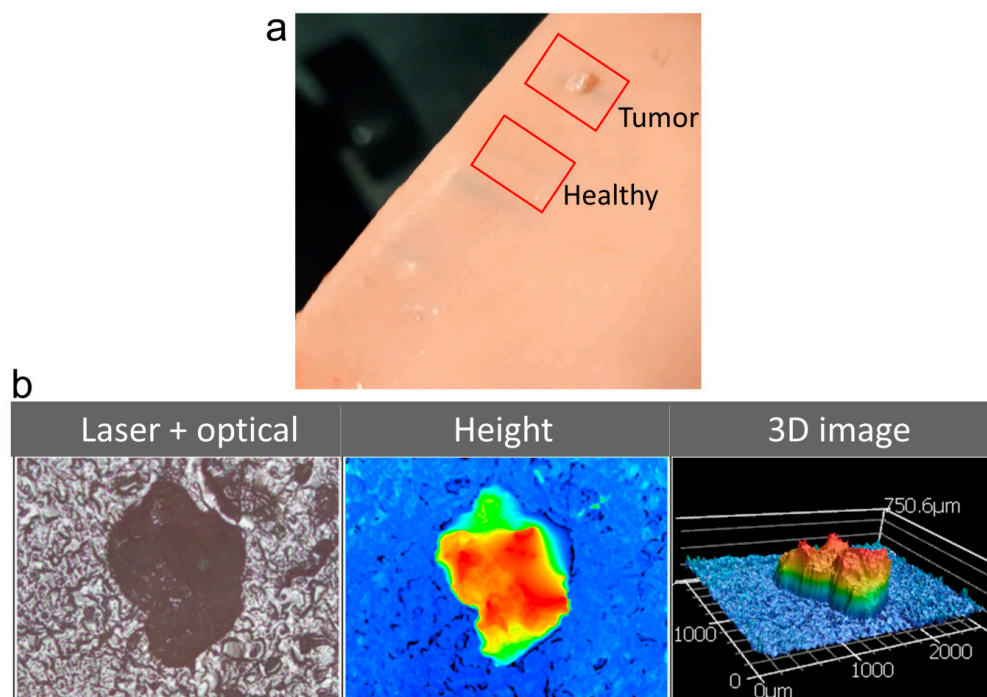 a
Tumor
Healthy
b
Laser + optical
Height
3D image
750.6µm
1000
0
0µm
1000
2000